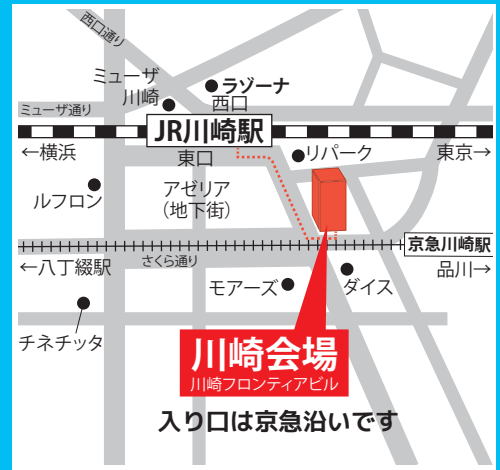 西口通り
ミューザ
川崎
ラゾーナ
西口
ミューザ通り
JR川崎駅
←横浜
東口
リパーク
東京→
ルフロン
アゼリア
(地下街)
京急川崎駅
←八丁畷駅
さくら通り
品川→
モアーズ
ダイス
チネチッタ
川崎会場
川崎フロンティアビル
入り口は京急沿いです